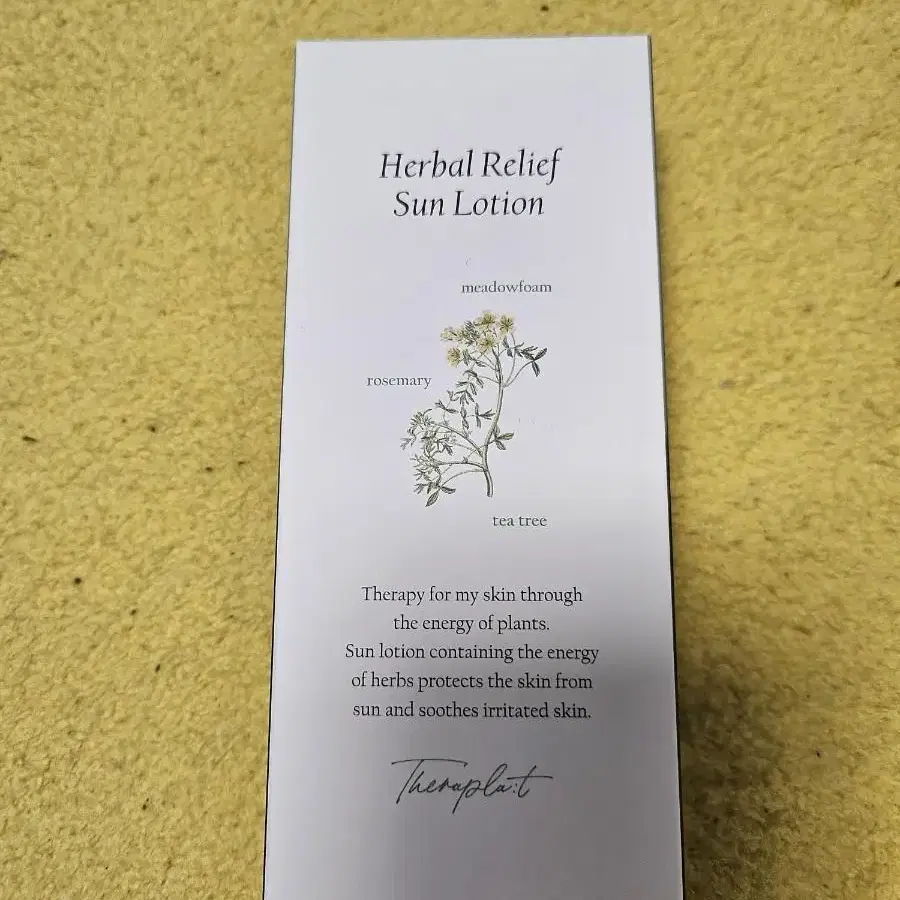 Herbal Relief
Sun Lotion
meadowfoam
rosemary
tea tree
Therapy for my skin through
the energy of plants.
Sun lotion containing the energy
of herbs protects the skin from
sun and soothes irritated skin.
Therapla:t